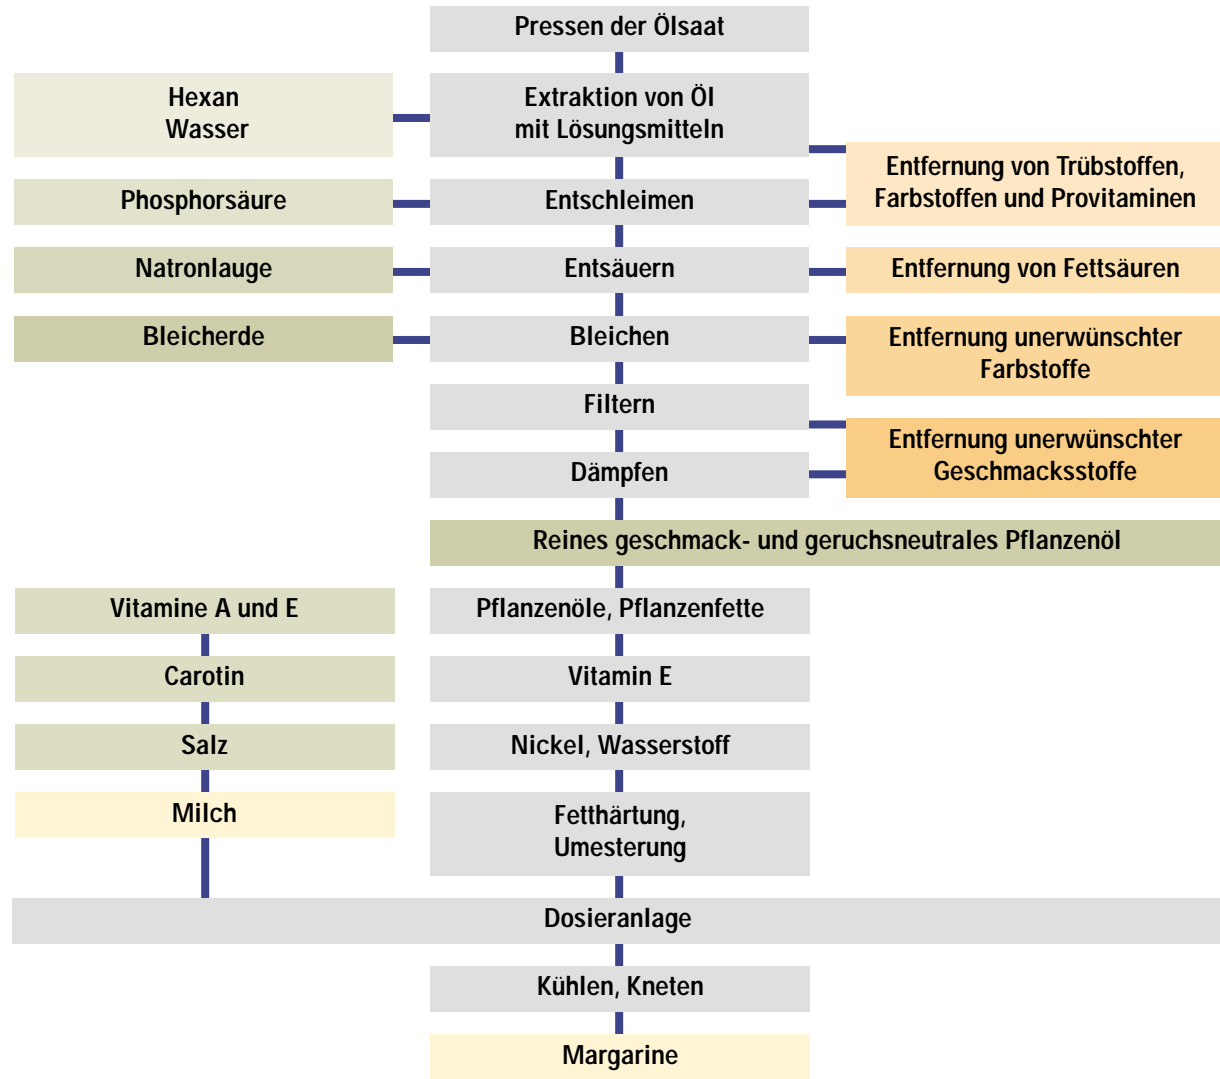 Pressen der Ölsaat
Hexan
Wasser
Extraktion von Öl
mit Lösungsmitteln
Entfernung von Trübstoffen,
Farbstoffen und Provitaminen
Phosphorsäure
Entschleimen
Natronlauge
Entsäuern
Entfernung von Fettsäuren
Bleicherde
Bleichen
Entfernung unerwünschter
Farbstoffe
Filtern
Entfernung unerwünschter
Geschmacksstoffe
Dämpfen
Reines geschmack- und geruchsneutrales Pflanzenöl
Vitamine A und E
Pflanzenöle, Pflanzenfette
Carotin
Vitamin E
Salz
Nickel, Wasserstoff
Milch
Fetthärtung,
Umesterung
Dosieranlage
Kühlen, Kneten
Margarine